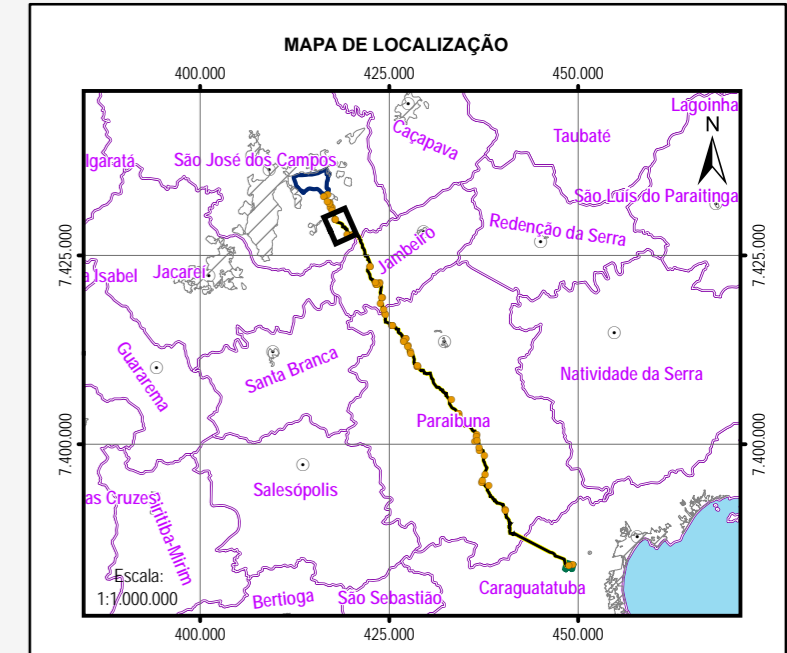 MAPA DE LOCALIZAÇÃO
400.000 425.000 450.000
Lagoinha
N
Caçapava
Taubaté
Igaratá
São José dos Campos
São Luís do Paraitinga
Redenção da Serra
7.425.000
7.425.000
Jambeiro
a Isabel
Jacareí
Guararema
Santa Branca
Natividade da Serra
Paraibuna
7.400.000
7.400.000
Salesópolis
as Cruzes
Biritiba-Mirim
Escala:
1:1.000.000
Caraguatatuba
Bertioga
São Sebastião
400.000 425.000 450.000